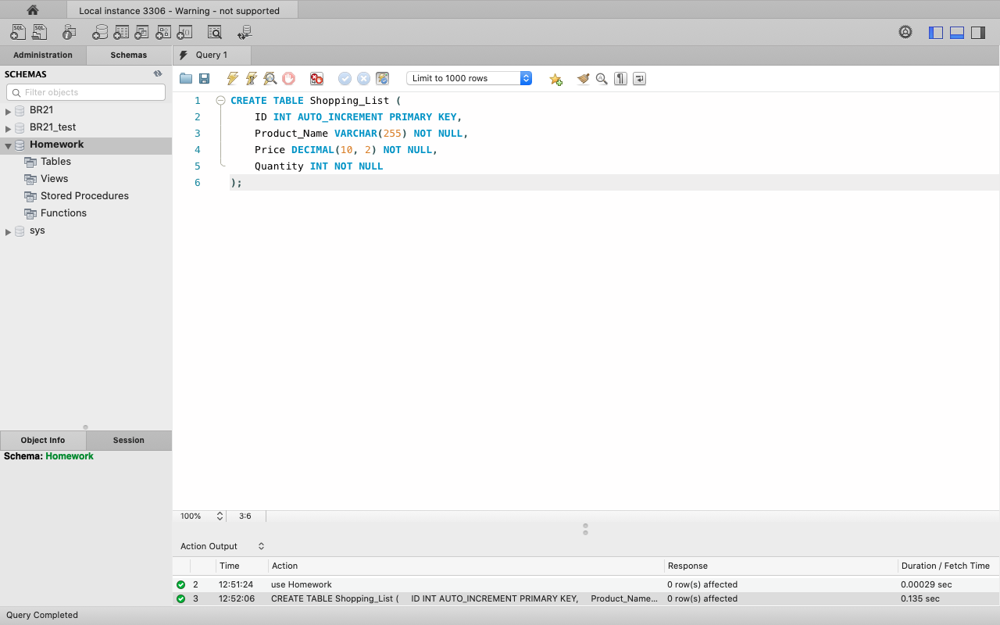 Local instance 3306 - Warning - not supported
Administration Schemas Query 1
SCHEMAS
Filter objects
Limit to 1000 rows
BR21
BR21_test
Homework
Tables
Views
Stored Procedures
Functions
sys
1 CREATE TABLE Shopping_List (
2 ID INT AUTO_INCREMENT PRIMARY KEY,
3 Product_Name VARCHAR(255) NOT NULL,
4 Price DECIMAL(10, 2) NOT NULL,
5 Quantity INT NOT NULL
6 );
Object Info Session
Schema: Homework
100% 3:6
Action Output
Time Action Response Duration / Fetch Time
2 12:51:24 use Homework 0 row(s) affected 0.00029 sec
3 12:52:06 CREATE TABLE Shopping_List ( ID INT AUTO_INCREMENT PRIMARY KEY, Product_Name... 0 row(s) affected 0.135 sec
Query Completed